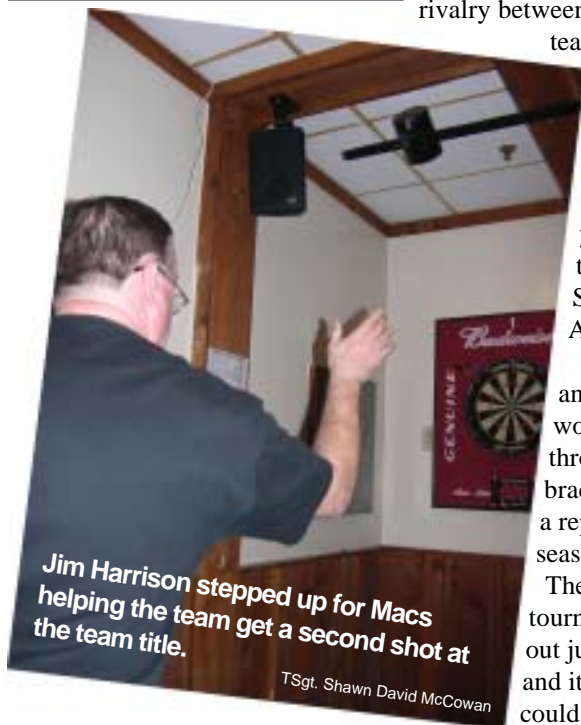 rivalry between
tea
t
S
A
an
wo
thr
brac
a rep
seas
The
tourn
out ju
and it
could
Budweiser
GENUINE
Jim Harrison stepped up for Macs
helping the team get a second shot at
the team title.
TSgt. Shawn David McCowan